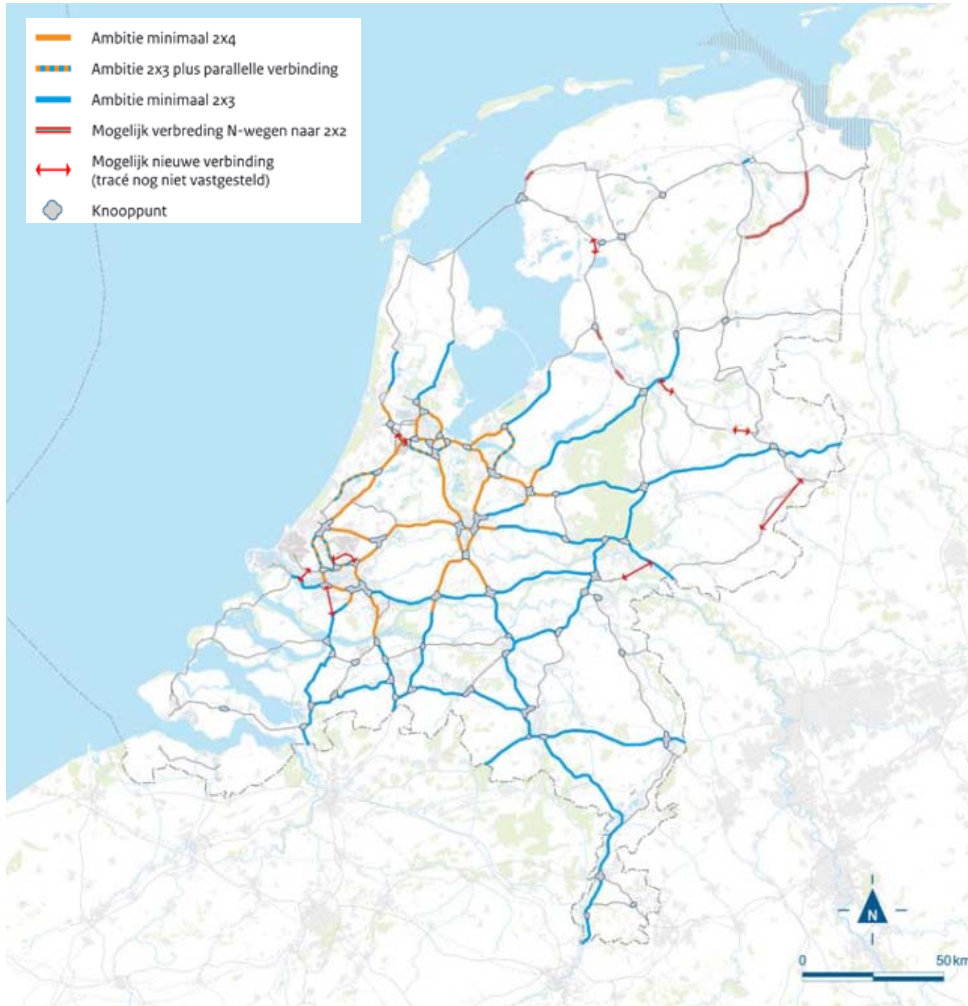 Ambitie minimaal 2x4
Ambitie 2x3 plus parallelle verbinding
Ambitie minimaal 2x3
Mogelijk verbreding N-wegen naar 2x2
Mogelijk nieuwe verbinding
(tracé nog niet vastgesteld)
Knooppunt
N
0 50 km